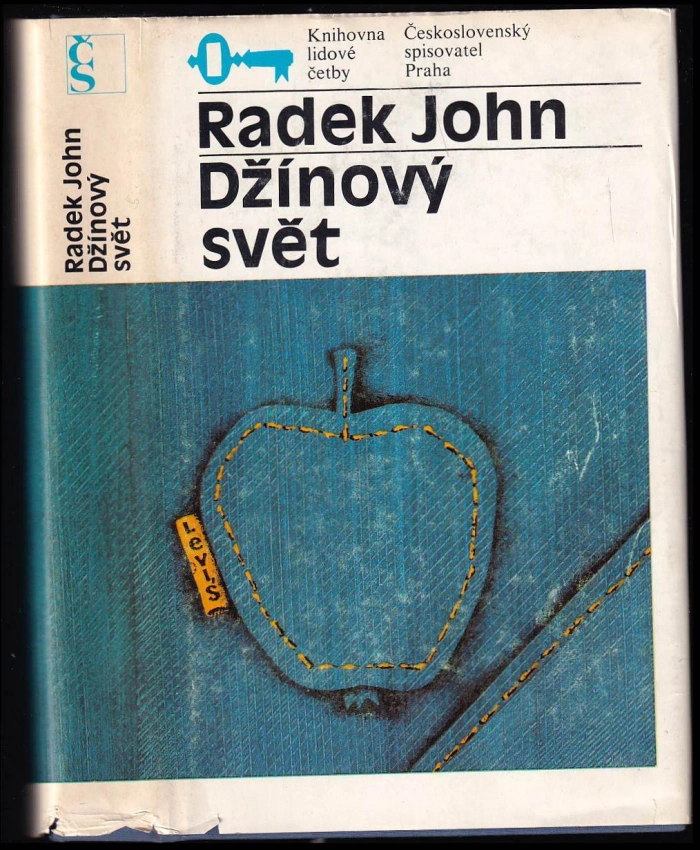 ČS
Radek John
Džínový
svět
Knihovna
lidové
četby
Československý
spisovatel
Praha
Radek John
Džínový
svět
LeviS